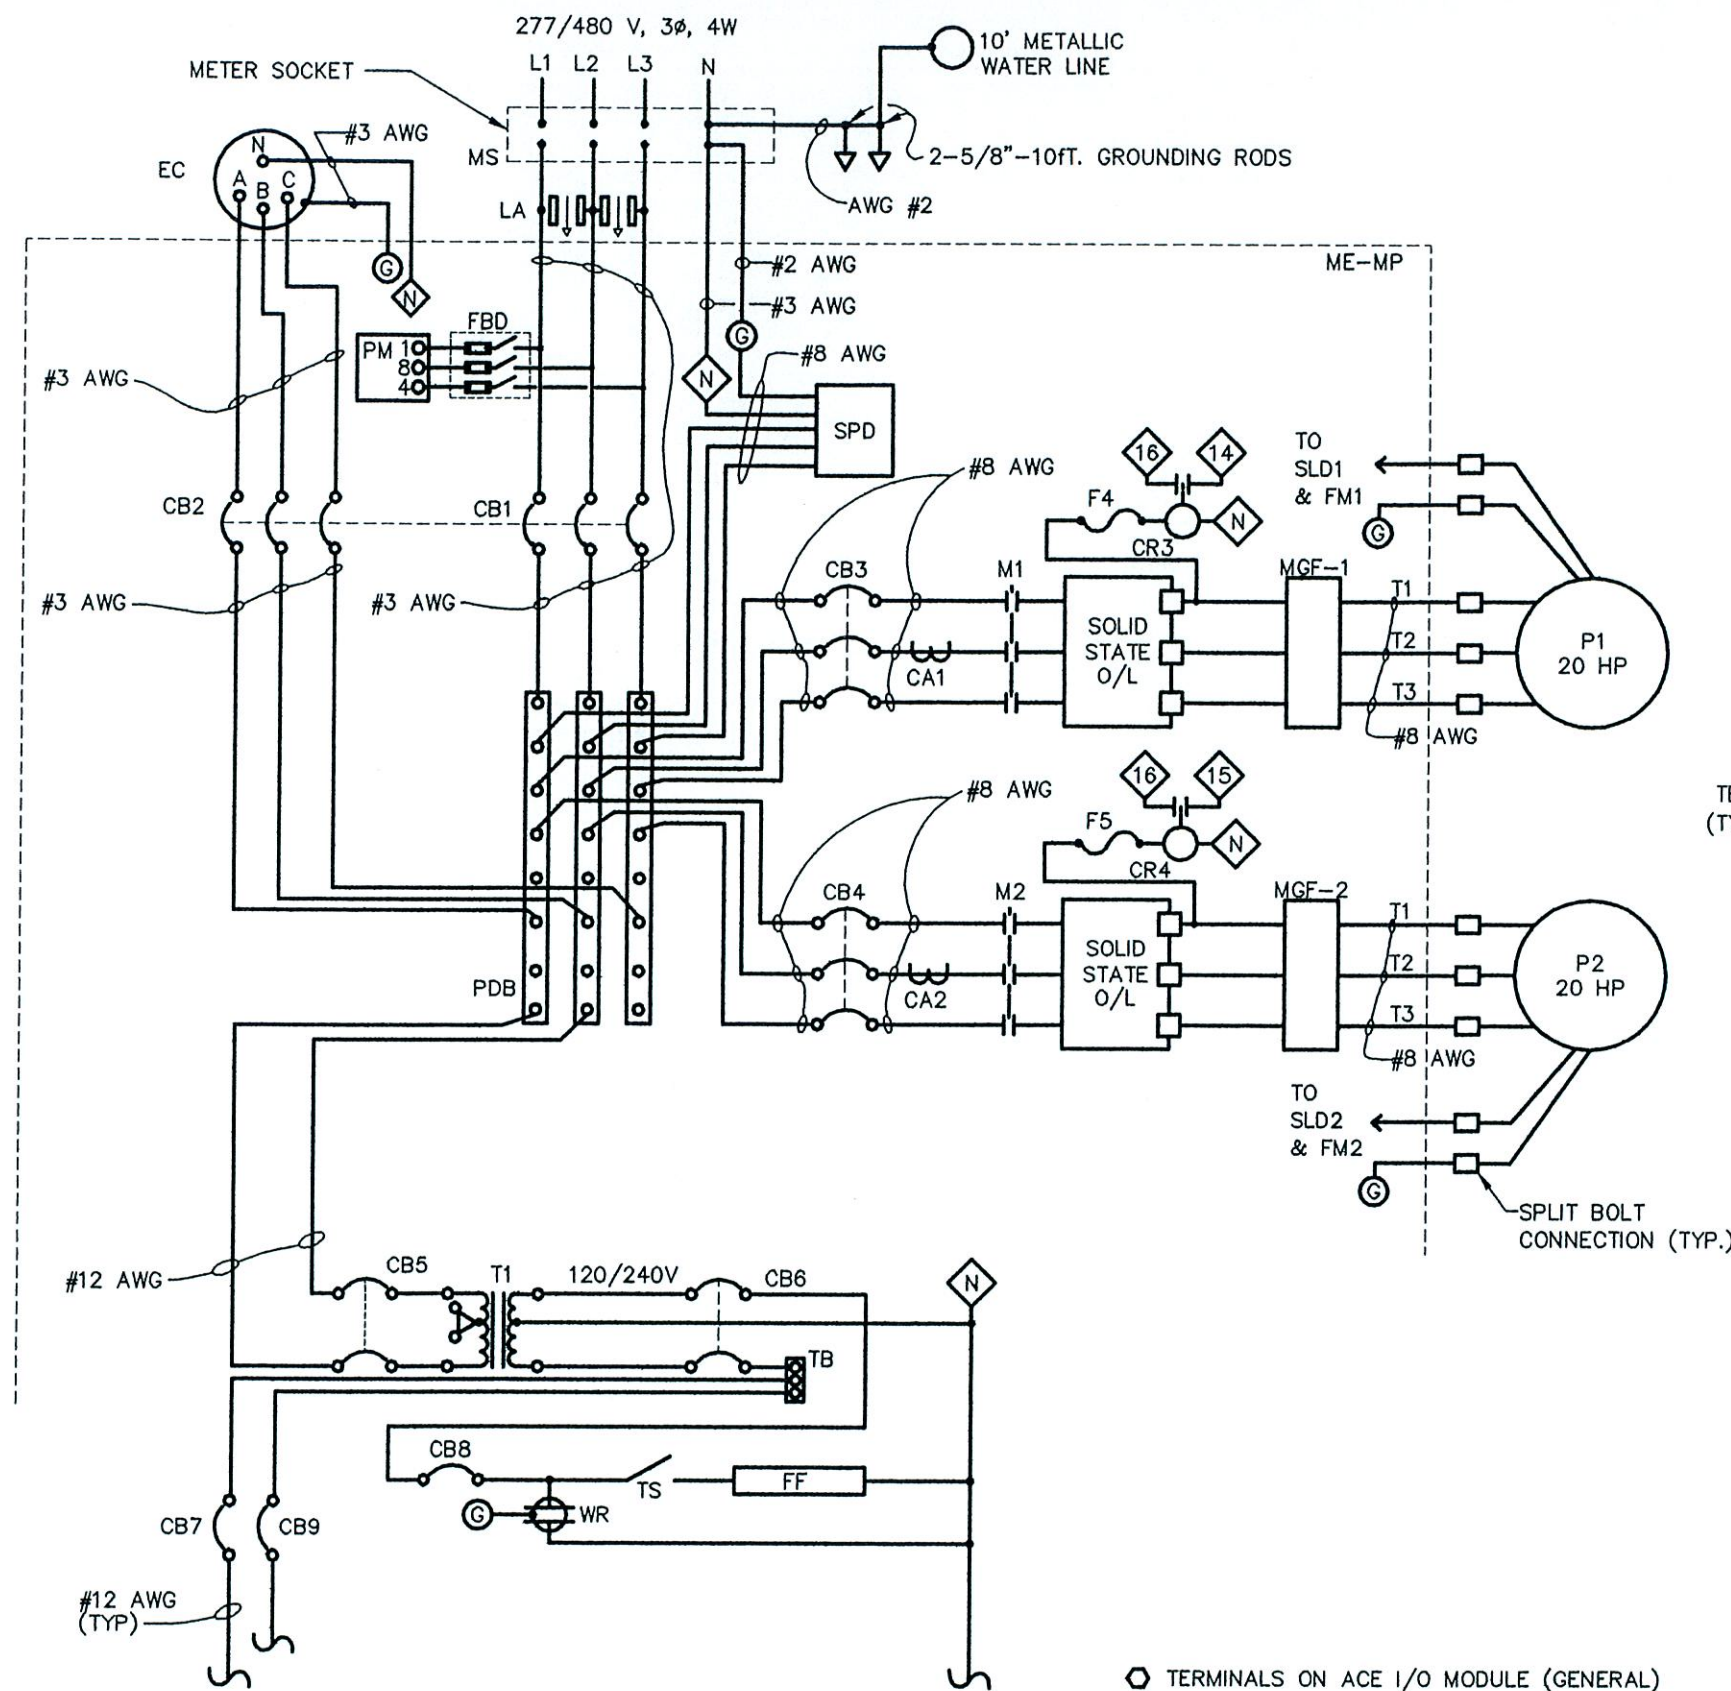 277/480 V, 3ø, 4W
METER SOCKET
L1
L2
L3
N
10' METALLIC
WATER LINE
#3 AWG
MS
2-5/8"-10fT. GROUNDING RODS
EC
N
A
B
C
LA
AWG #2
ME-MP
G
N
#2 AWG
#3 AWG
G
FBD
PM 1
8
4
#8 AWG
#3 AWG
N
SPD
CB2
CB1
#8 AWG
16
14
F4
N
CR3
TO
SLD1
& FM1
G
#3 AWG
#3 AWG
CB3
M1
MGF-1
T1
T2
T3
SOLID
STATE
O/L
CA1
P1
20 HP
#8 AWG
#8 AWG
16
15
F5
N
CR4
TE
(TY
CB4
M2
MGF-2
T1
T2
T3
SOLID
STATE
O/L
CA2
P2
20 HP
PDB
#8 AWG
TO
SLD2
& FM2
G
SPLIT BOLT
CONNECTION (TYP.)
#12 AWG
CB5
T1
120/240V
CB6
N
TB
CB8
TS
FF
G
WR
CB7
CB9
#12 AWG
(TYP)
TERMINALS ON ACE I/O MODULE (GENERAL)